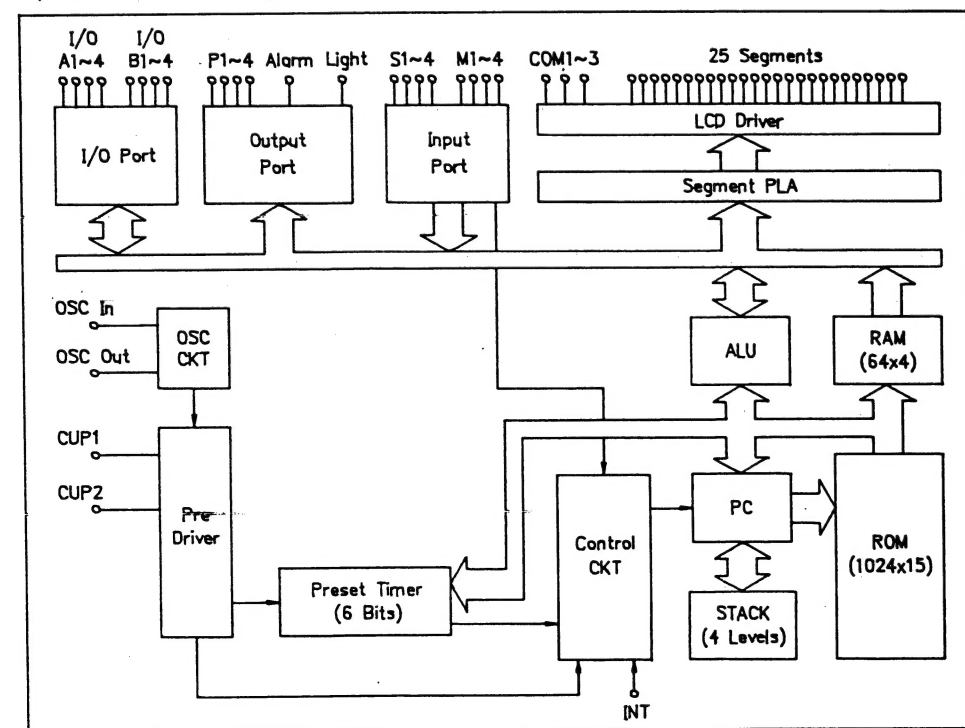 I/O I/O
A1~4 B1~4 P1~4 Alarm Light S1~4 M1~4 COM1~3 25 Segments
I/O Port
Output
Port
Input
Port
LCD Driver
Segment PLA
OSC In
OSC Out
OSC
CKT
ALU
RAM
(64x4)
CUP1
CUP2
Pre
Driver
Preset Timer
(6 Bits)
Control
CKT
PC
ROM
(1024x15)
STACK
(4 Levels)
INT